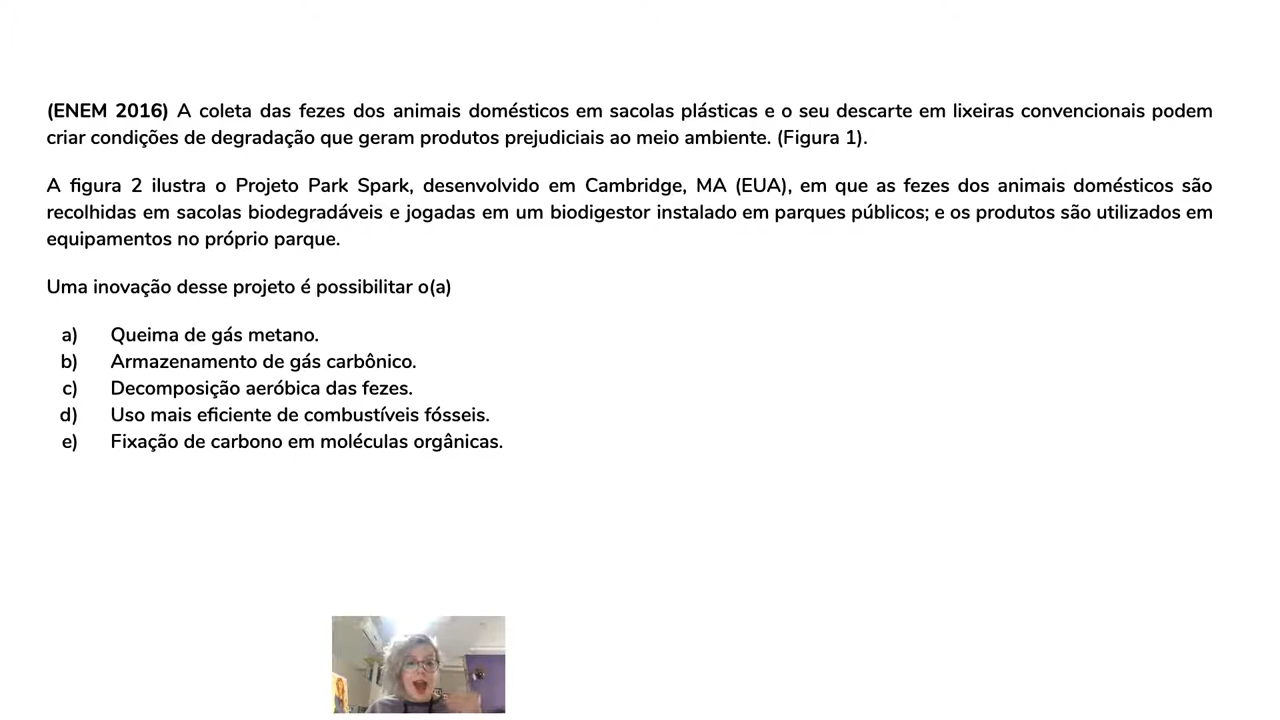 (ENEM 2016) A coleta das fezes dos animais domésticos em sacolas plásticas e o seu descarte em lixeiras convencionais podem
criar condições de degradação que geram produtos prejudiciais ao meio ambiente. (Figura 1).
A figura 2 ilustra o Projeto Park Spark, desenvolvido em Cambridge, MA (EUA), em que as fezes dos animais domésticos são
recolhidas em sacolas biodegradáveis e jogadas em um biodigestor instalado em parques públicos; e os produtos são utilizados em
equipamentos no próprio parque.
Uma inovação desse projeto é possibilitar o(a)
a) Queima de gás metano.
b) Armazenamento de gás carbônico.
c) Decomposição aeróbica das fezes.
d) Uso mais eficiente de combustíveis fósseis.
e) Fixação de carbono em moléculas orgânicas.